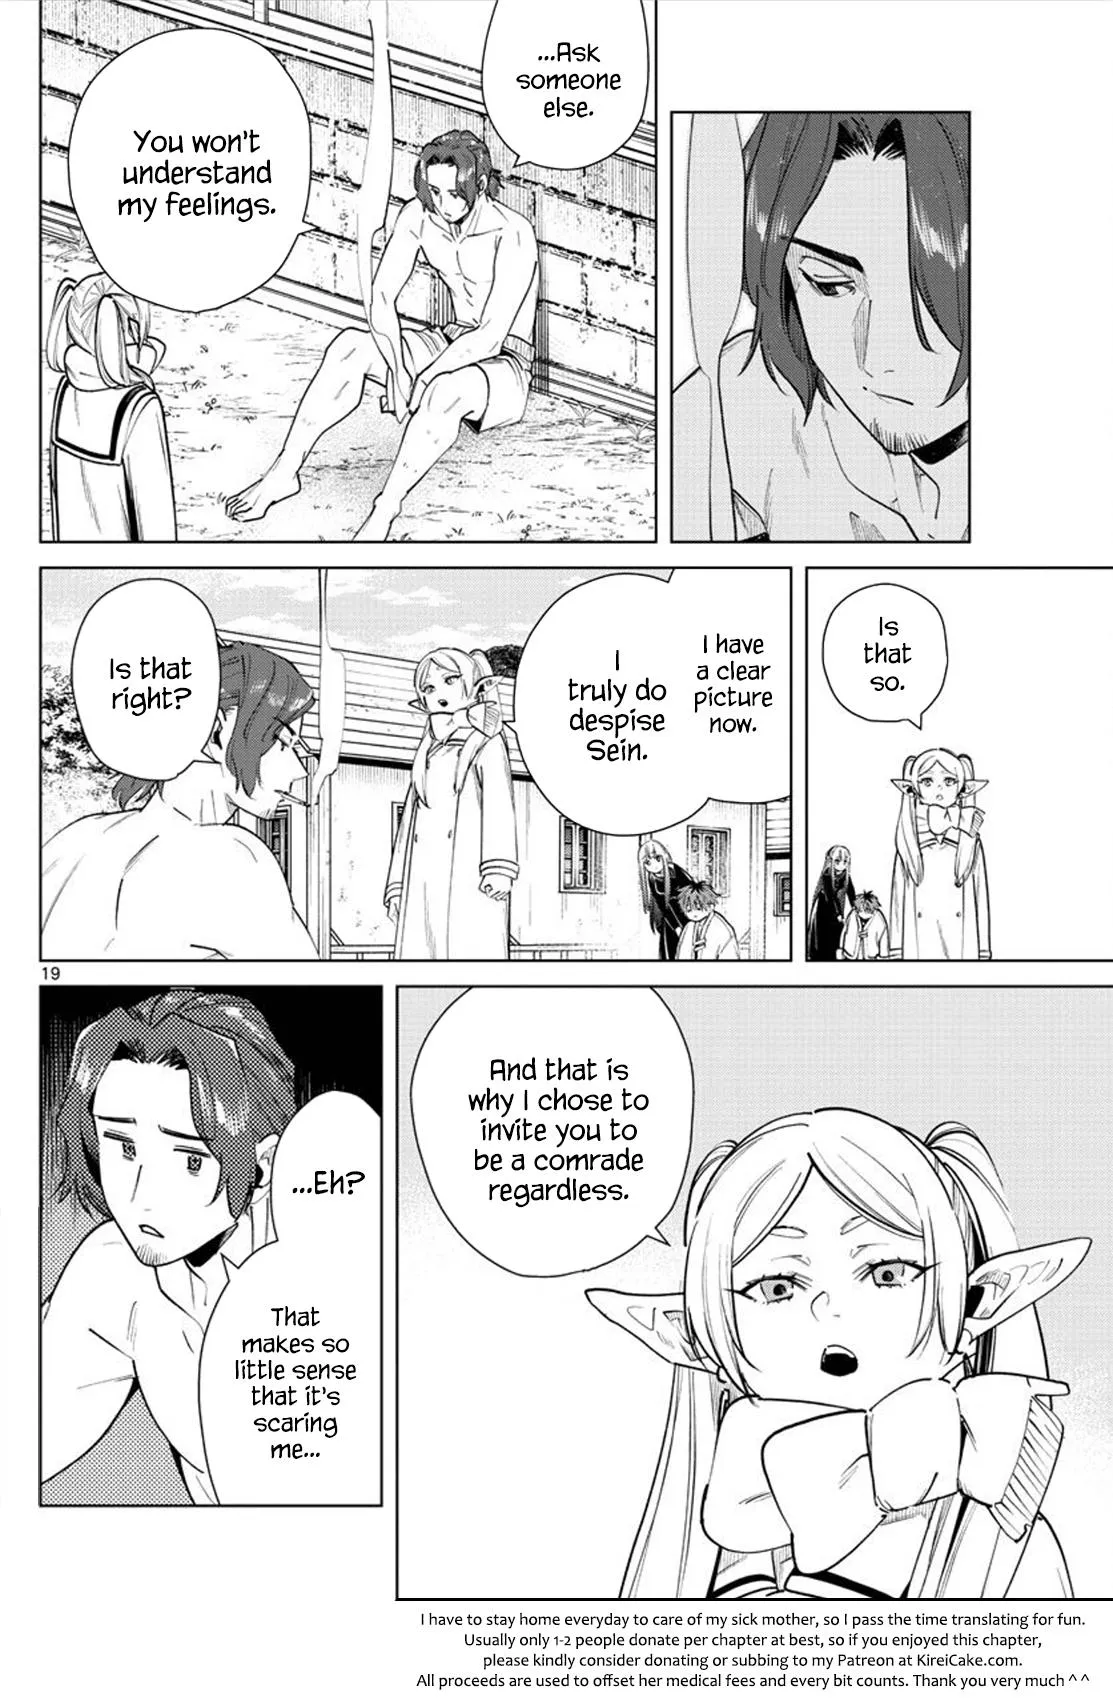 ...Ask
someone
else.
You won't
understand
my feelings.
Is
that
so.
I have
a clear
picture
now.
I
truly do
despise
Sein.
Is that
right?
19
And that is
why I chose to
invite you to
be a comrade
regardless.
...Eh?
That
makes so
little sense
that it's
scaring
me...
I have to stay home everyday to care of my sick mother, so I pass the time translating for fun.
Usually only 1-2 people donate per chapter at best, so if you enjoyed this chapter,
please kindly consider donating or subbing to my Patreon at KireiCake.com.
All proceeds are used to offset her medical fees and every bit counts. Thank you very much ^ ^